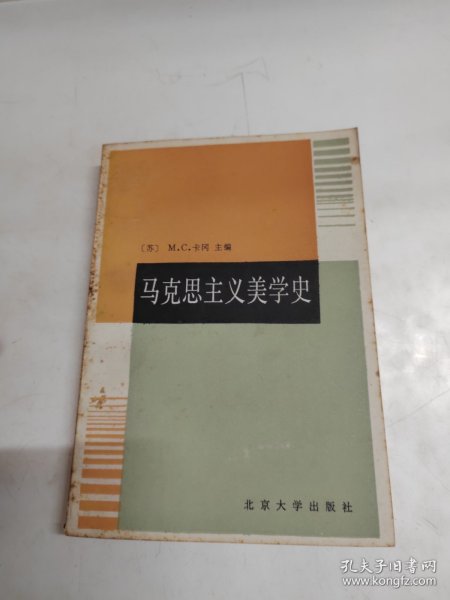 〔苏〕 M.C.卡冈 主编
马克思主义美学史
北京大学出版社
孔夫子旧书网
www.kongfz.com